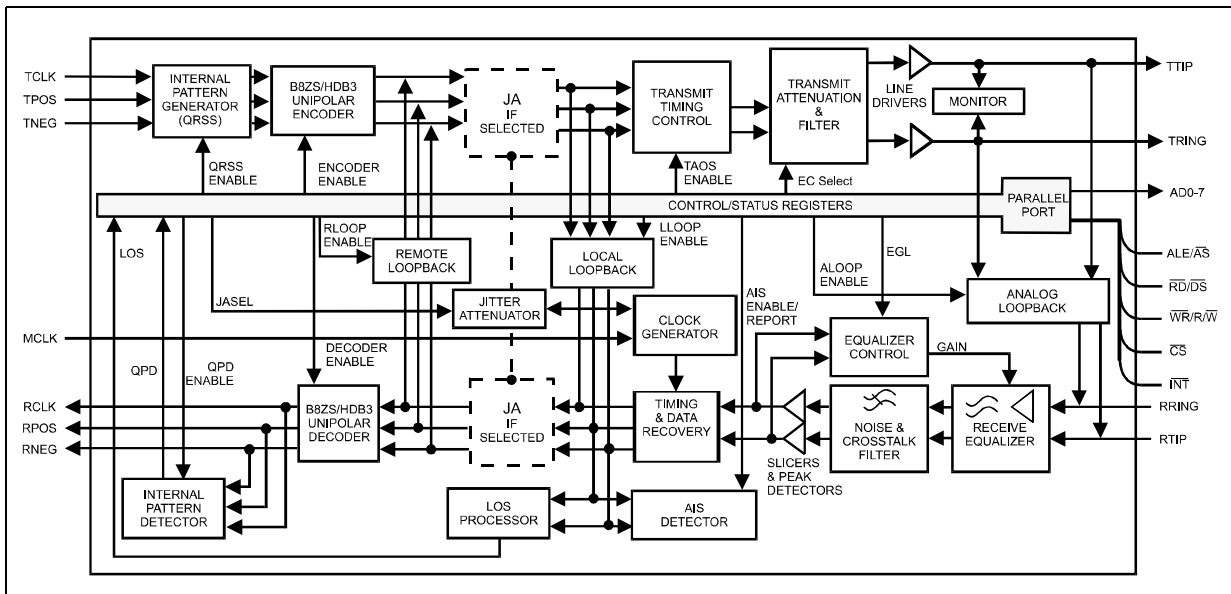 TCLK
TPOS
TNEG
INTERNAL
PATTERN
GENERATOR
(QRSS)
B8ZS/HDB3
UNIPOLAR
ENCODER
JA
IF
SELECTED
TRANSMIT
TIMING
CONTROL
TRANSMIT
ATTENUATION
&
FILTER
LINE
DRIVERS
MONITOR
TTIP
TRING
QRSS
ENABLE
ENCODER
ENABLE
TAOS
ENABLE
EC Select
CONTROL/STATUS REGISTERS
PARALLEL
PORT
AD0-7
LOS
RLOOP
ENABLE
REMOTE
LOOPBACK
LLOOP
ENABLE
LOCAL
LOOPBACK
ALOOP
ENABLE
EGL
ANALOG
LOOPBACK
ALE/AS
RD/DS
WR/R/W
CS
INT
JASEL
JITTER
ATTENUATOR
CLOCK
GENERATOR
AIS
ENABLE/
REPORT
EQUALIZER
CONTROL
GAIN
MCLK
QPD
QPD
ENABLE
DECODER
ENABLE
RCLK
RPOS
RNEG
B8ZS/HDB3
UNIPOLAR
DECODER
JA
IF
SELECTED
TIMING
& DATA
RECOVERY
SLICERS
& PEAK
DETECTORS
NOISE &
CROSSTALK
FILTER
RECEIVE
EQUALIZER
RRING
RTIP
INTERNAL
PATTERN
DETECTOR
LOS
PROCESSOR
AIS
DETECTOR